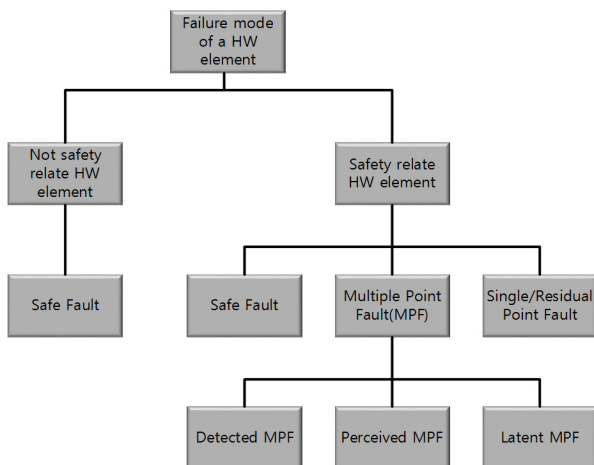 Failure mode
of a HW
element
Not safety
relate HW
element
Safety relate
HW element
Safe Fault
Safe Fault
Multiple Point
Fault(MPF)
Single/Residual
Point Fault
Detected MPF
Perceived MPF
Latent MPF